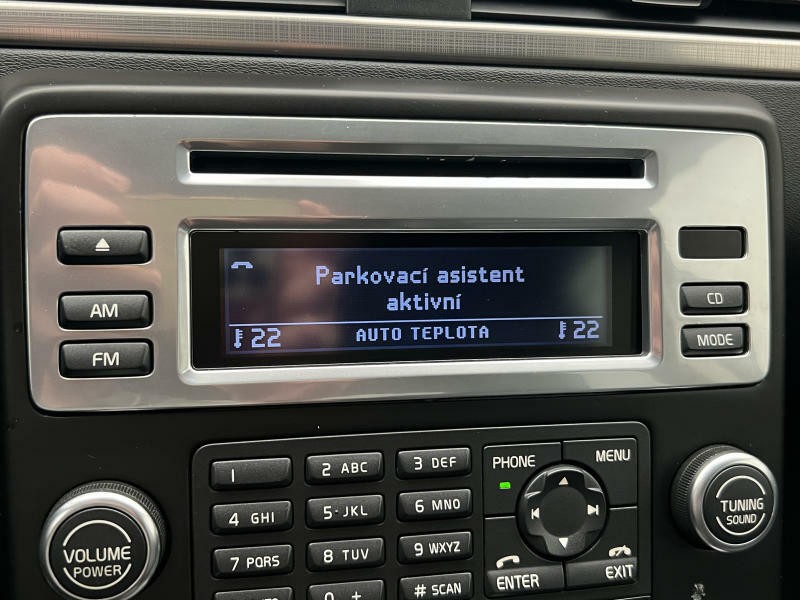 Parkovací asistent
aktivní
22 AUTO TEPLOTA 22
AM
FM
CD
MODE
1
2 ABC
3 DEF
4 GHI
5 JKL
6 MNO
7 PQRS
8 TUV
9 WXYZ
0 +
# SCAN
PHONE
MENU
ENTER
EXIT
VOLUME
POWER
TUNING
SOUND